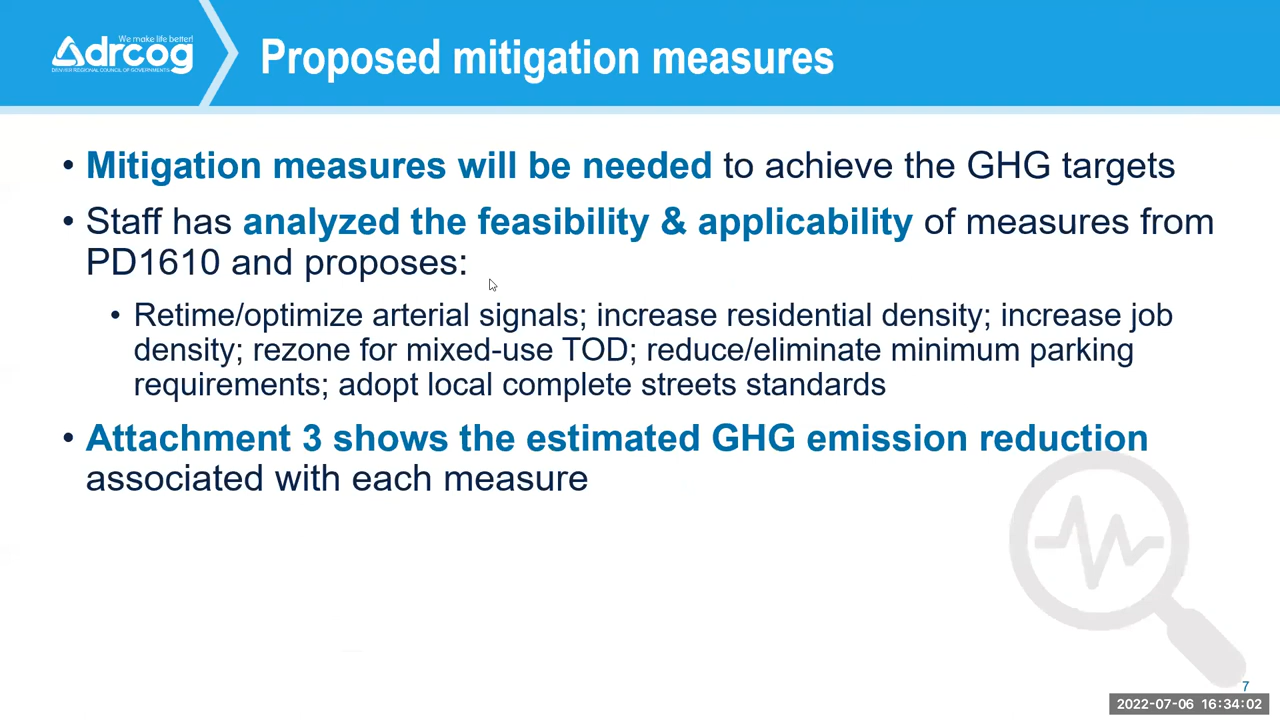 We make life better!
drcog
DENVER REGIONAL COUNCIL OF GOVERNMENTS
Proposed mitigation measures
• Mitigation measures will be needed to achieve the GHG targets
• Staff has analyzed the feasibility & applicability of measures from
PD1610 and proposes:
• Retime/optimize arterial signals; increase residential density; increase job
density; rezone for mixed-use TOD; reduce/eliminate minimum parking
requirements; adopt local complete streets standards
• Attachment 3 shows the estimated GHG emission reduction
associated with each measure
7
2022-07-06 16:34:02